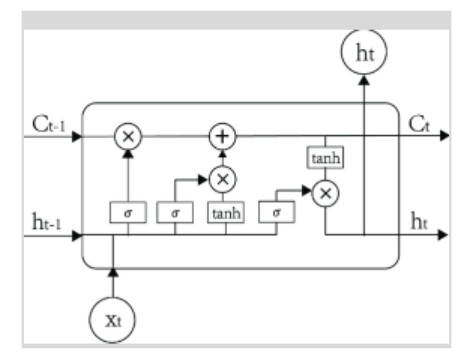 ht
Ct-1 Ct
× +
tanh
× ×
σ σ tanh σ
ht-1 ht
xt